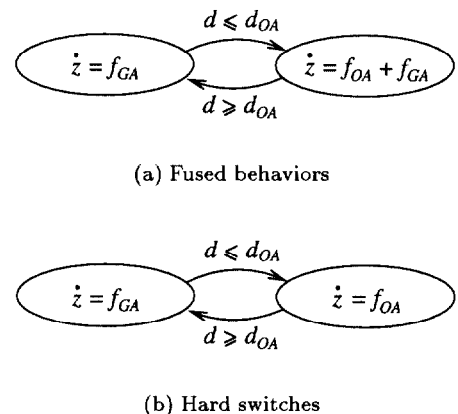 d ⩽ d_OA
ż = f_GA ż = f_OA + f_GA
d ⩾ d_OA
(a) Fused behaviors
d ⩽ d_OA
ż = f_GA ż = f_OA
d ⩾ d_OA
(b) Hard switches